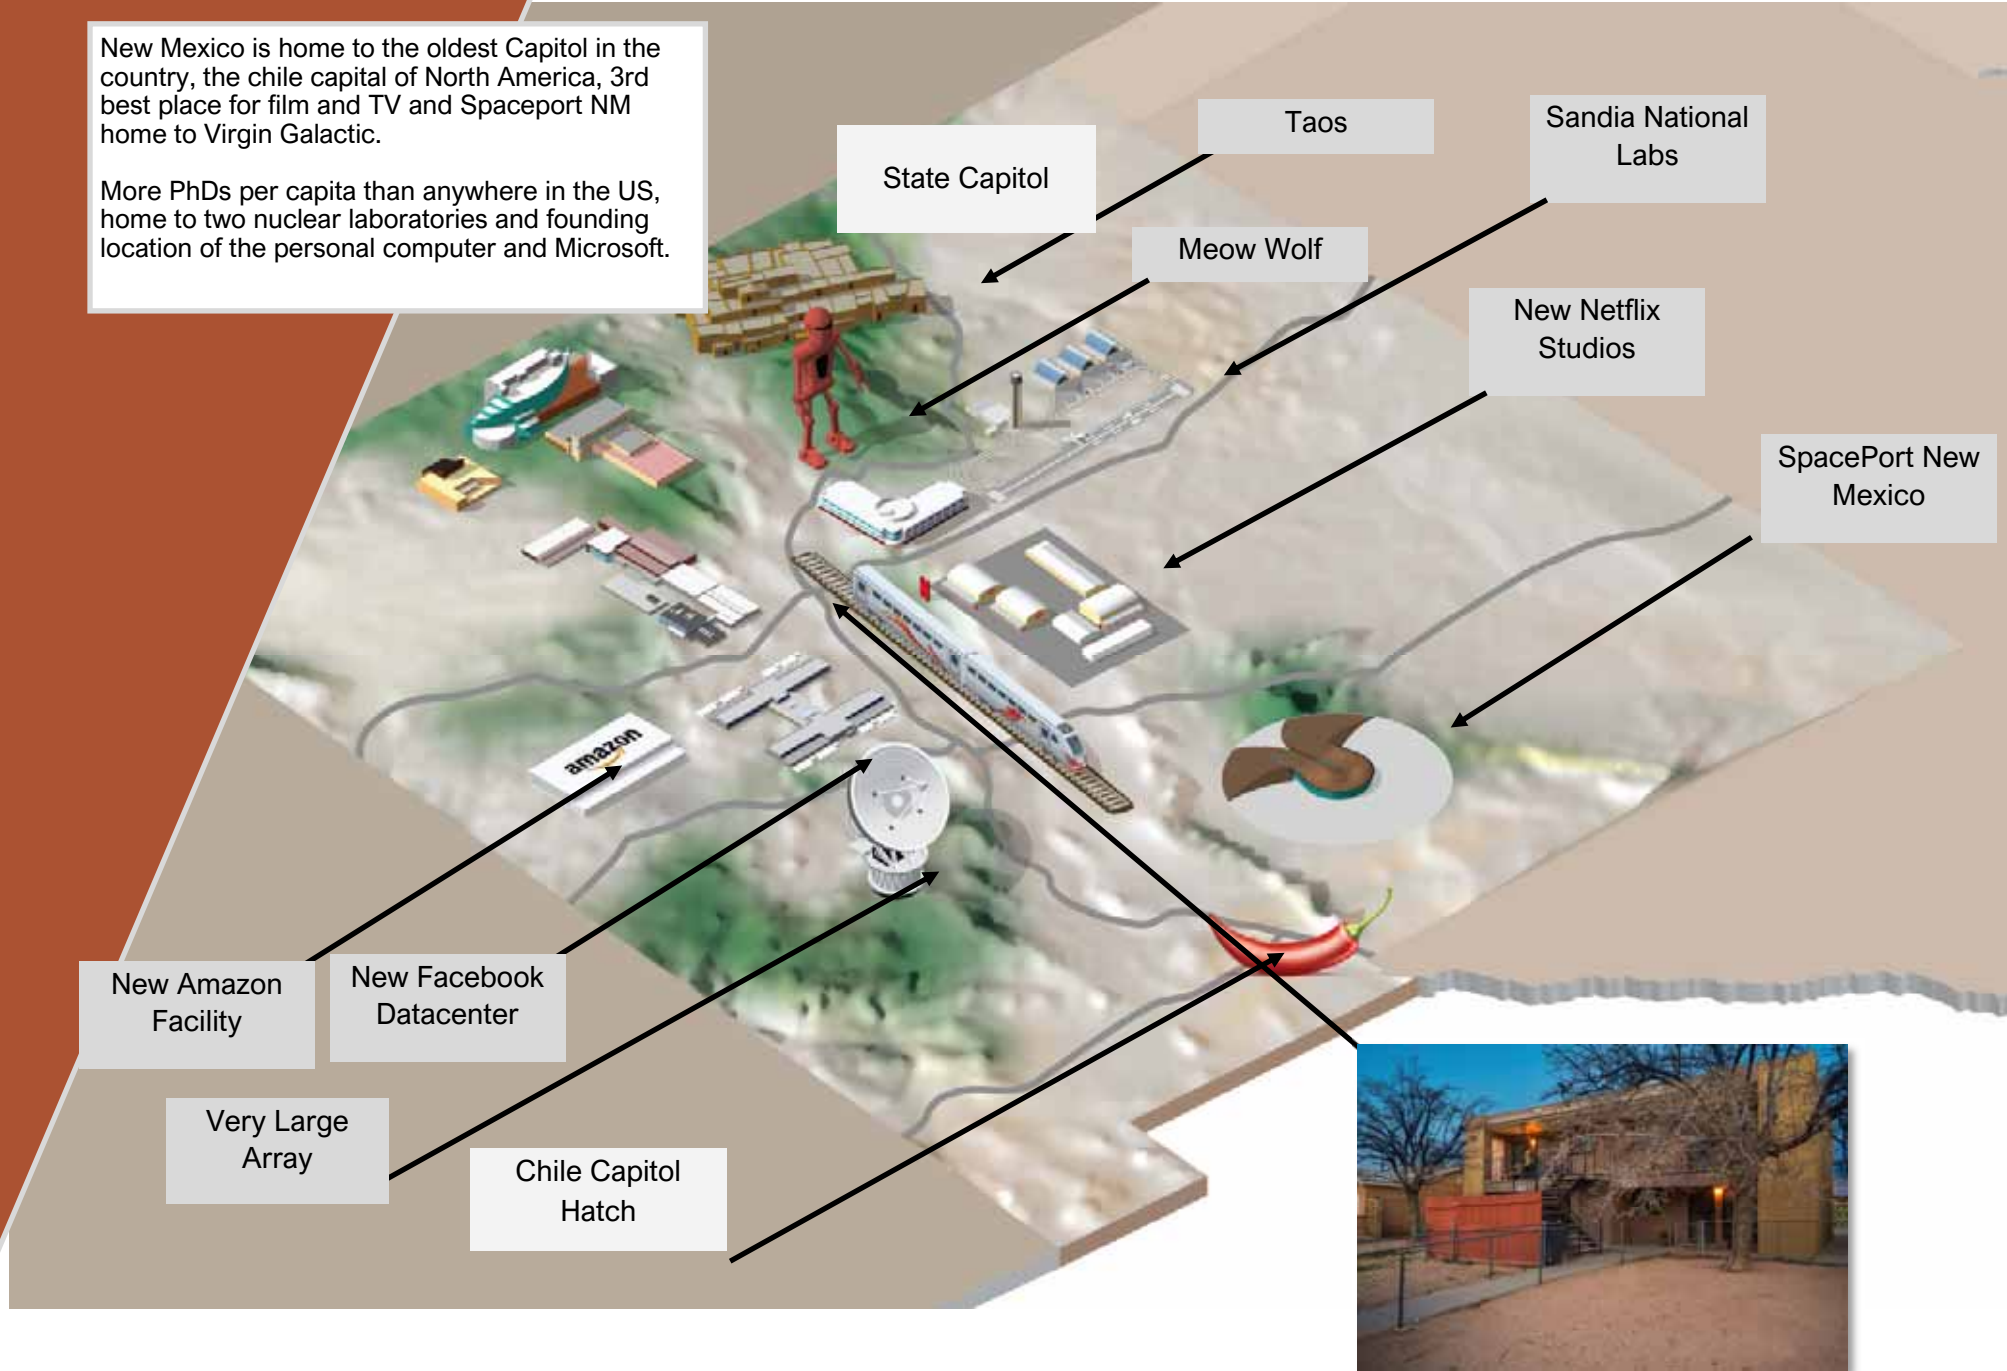 New Mexico is home to the oldest Capitol in the
country, the chile capital of North America, 3rd
best place for film and TV and Spaceport NM
home to Virgin Galactic.
More PhDs per capita than anywhere in the US,
home to two nuclear laboratories and founding
location of the personal computer and Microsoft.
State Capitol
Taos
Sandia National
Labs
Meow Wolf
New Netflix
Studios
SpacePort New
Mexico
amazon
New Amazon
Facility
New Facebook
Datacenter
Very Large
Array
Chile Capitol
Hatch